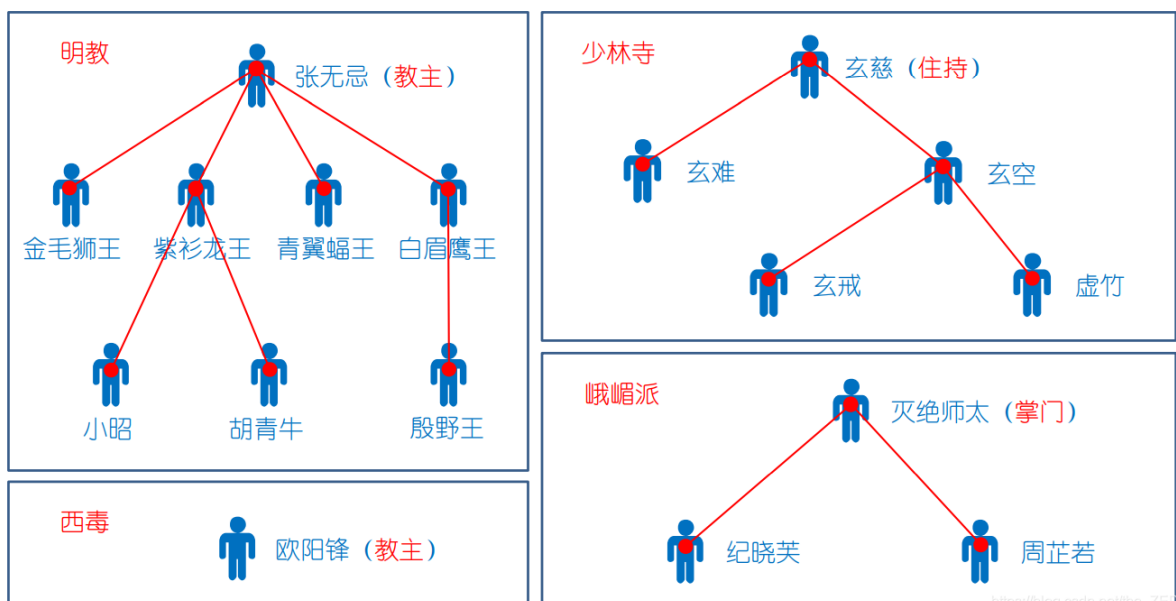 明教
张无忌（教主）
金毛狮王
紫衫龙王
青翼蝠王
白眉鹰王
小昭
胡青牛
殷野王
西毒
欧阳锋（教主）
少林寺
玄慈（住持）
玄难
玄空
玄戒
虚竹
峨嵋派
灭绝师太（掌门）
纪晓芙
周芷若